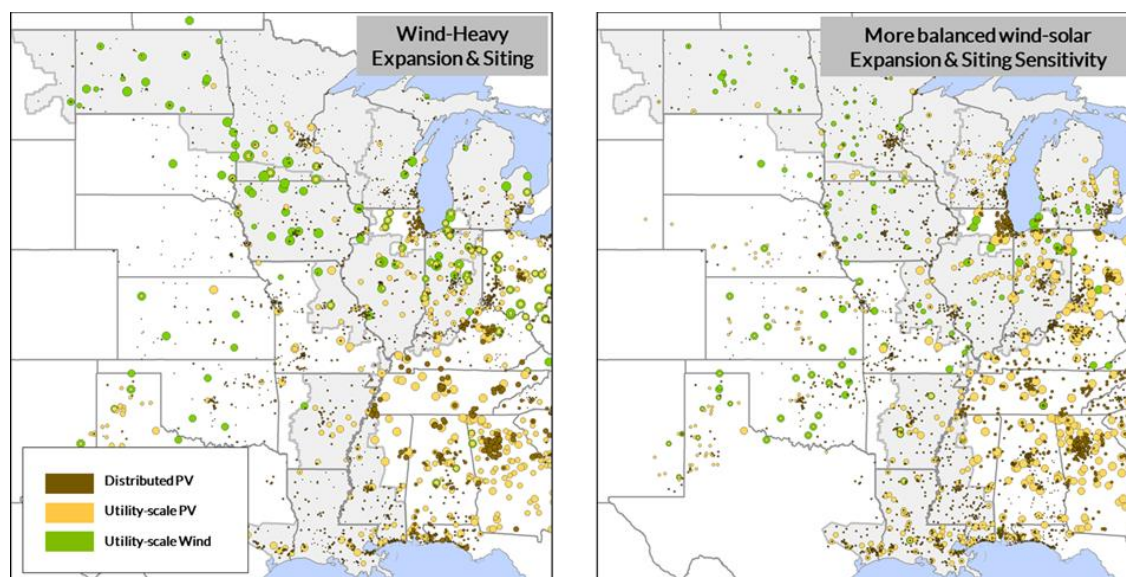 Wind-Heavy
Expansion & Siting
More balanced wind-solar
Expansion & Siting Sensitivity
Distributed PV
Utility-scale PV
Utility-scale Wind